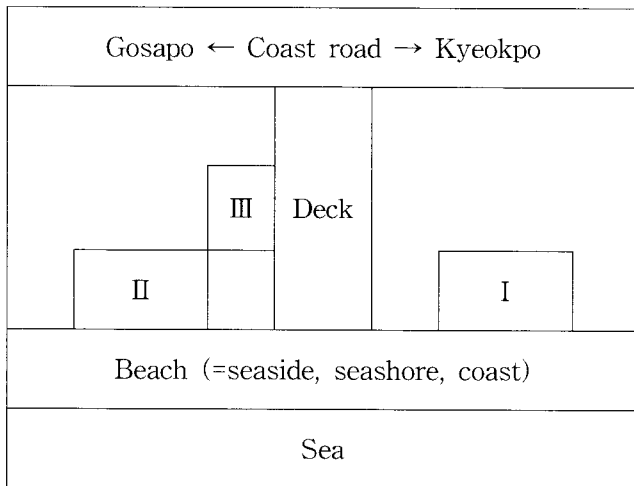 Gosapo ← Coast road → Kyeokpo
Ⅲ Deck
Ⅱ Ⅰ
Beach (=seaside, seashore, coast)
Sea